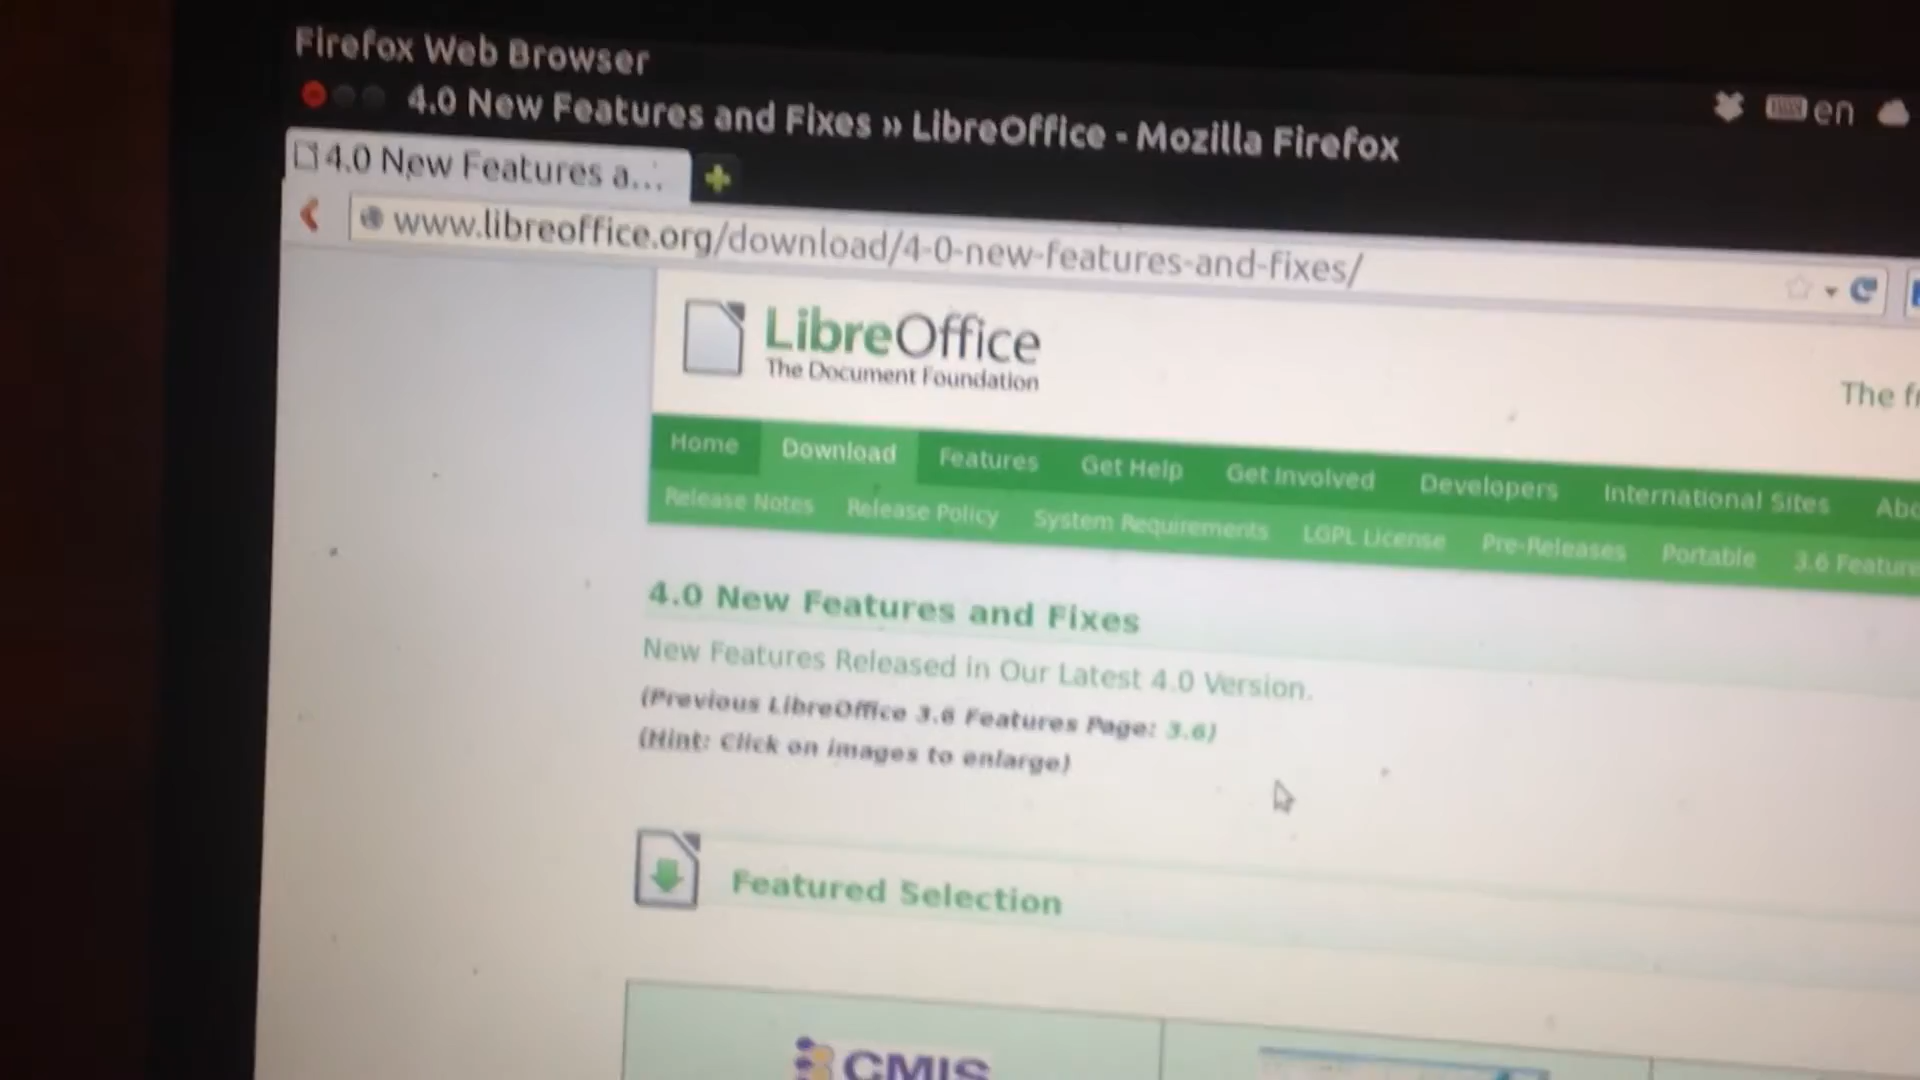 Firefox Web Browser
4.0 New Features and Fixes » LibreOffice - Mozilla Firefox
en
4.0 New Features a...
www.libreoffice.org/download/4-0-new-features-and-fixes/
LibreOffice
The Document Foundation
The
Home Download Features Get Help Get Involved Developers International Sites
Release Notes Release Policy System Requirements LGPL License Pre-Releases Portable 3.6 Feature
4.0 New Features and Fixes
New Features Released in Our Latest 4.0 Version.
(Previous LibreOffice 3.6 Features Page: 3.6)
(Hint: Click on images to enlarge)
Featured Selection
CMIS